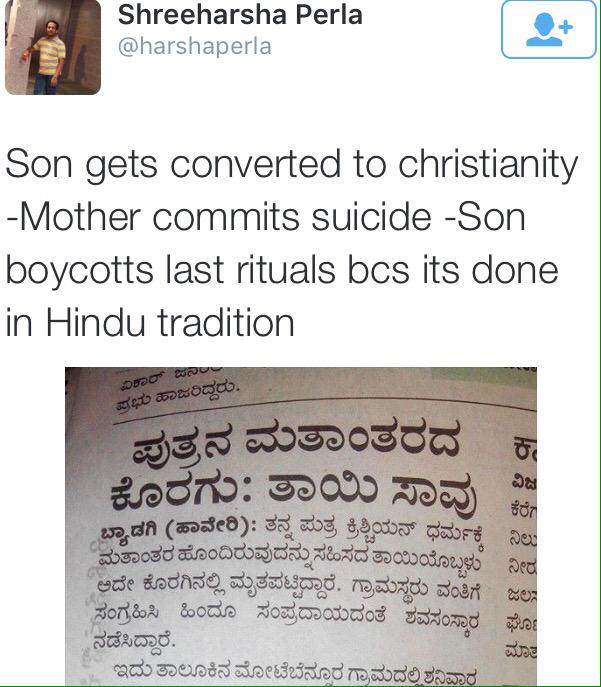 Shreeharsha Perla
@harshaperla
Son gets converted to christianity
-Mother commits suicide -Son
boycotts last rituals bcs its done
in Hindu tradition
ಪ್ರಭು ಹಾಜರಿದ್ದರು.
ಪುತ್ರನ ಮತಾಂತರದ
ಕೊರಗು: ತಾಯಿ ಸಾವು
ಬ್ಯಾಡಗಿ (ಹಾವೇರಿ): ತನ್ನ ಪುತ್ರ ಕ್ರಿಶ್ಚಿಯನ್ ಧರ್ಮಕ್ಕೆ
ಮತಾಂತರ ಹೊಂದಿರುವುದನ್ನು ಸಹಿಸದ ತಾಯಿಯೊಬ್ಬಳು
ಅದೇ ಕೊರಗಿನಲ್ಲಿ ಮೃತಪಟ್ಟಿದ್ದಾರೆ. ಗ್ರಾಮಸ್ಥರು ವಂತಿಗೆ
ಸಂಗ್ರಹಿಸಿ ಹಿಂದೂ ಸಂಪ್ರದಾಯದಂತೆ ಶವಸಂಸ್ಕಾರ
ನಡೆಸಿದ್ದಾರೆ.
ಇದು ತಾಲೂಕಿನ ಮೋಟೆಬೆನ್ನೂರ ಗ್ರಾಮದಲ್ಲಿ ಶನಿವಾರ